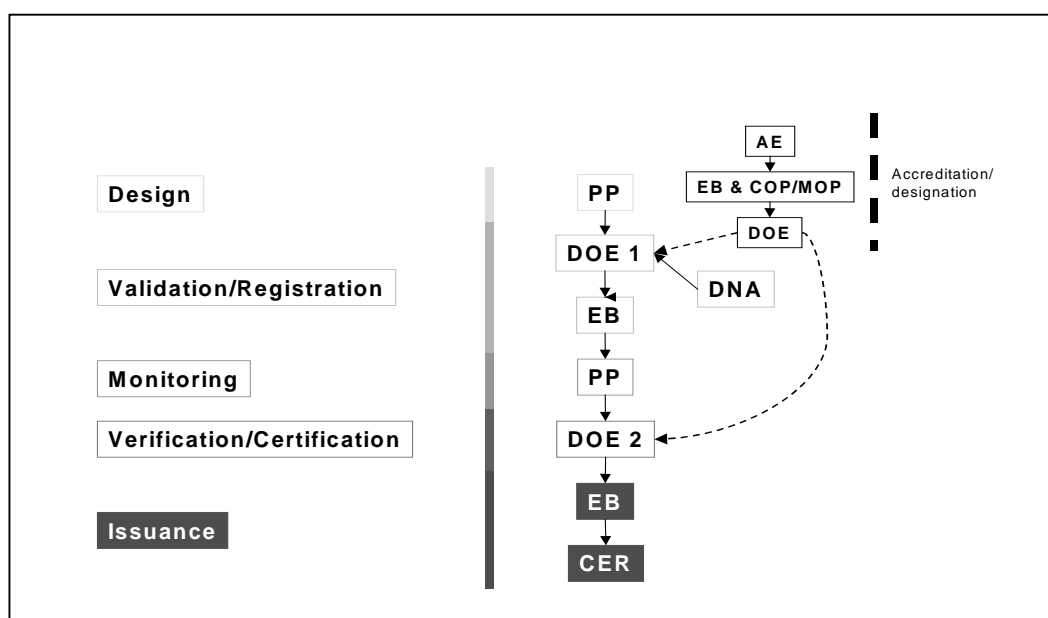 AE
Accreditation/
designation
Design
PP
EB & COP/MOP
DOE
DOE 1
Validation/Registration
DNA
EB
Monitoring
PP
Verification/Certification
DOE 2
EB
Issuance
CER